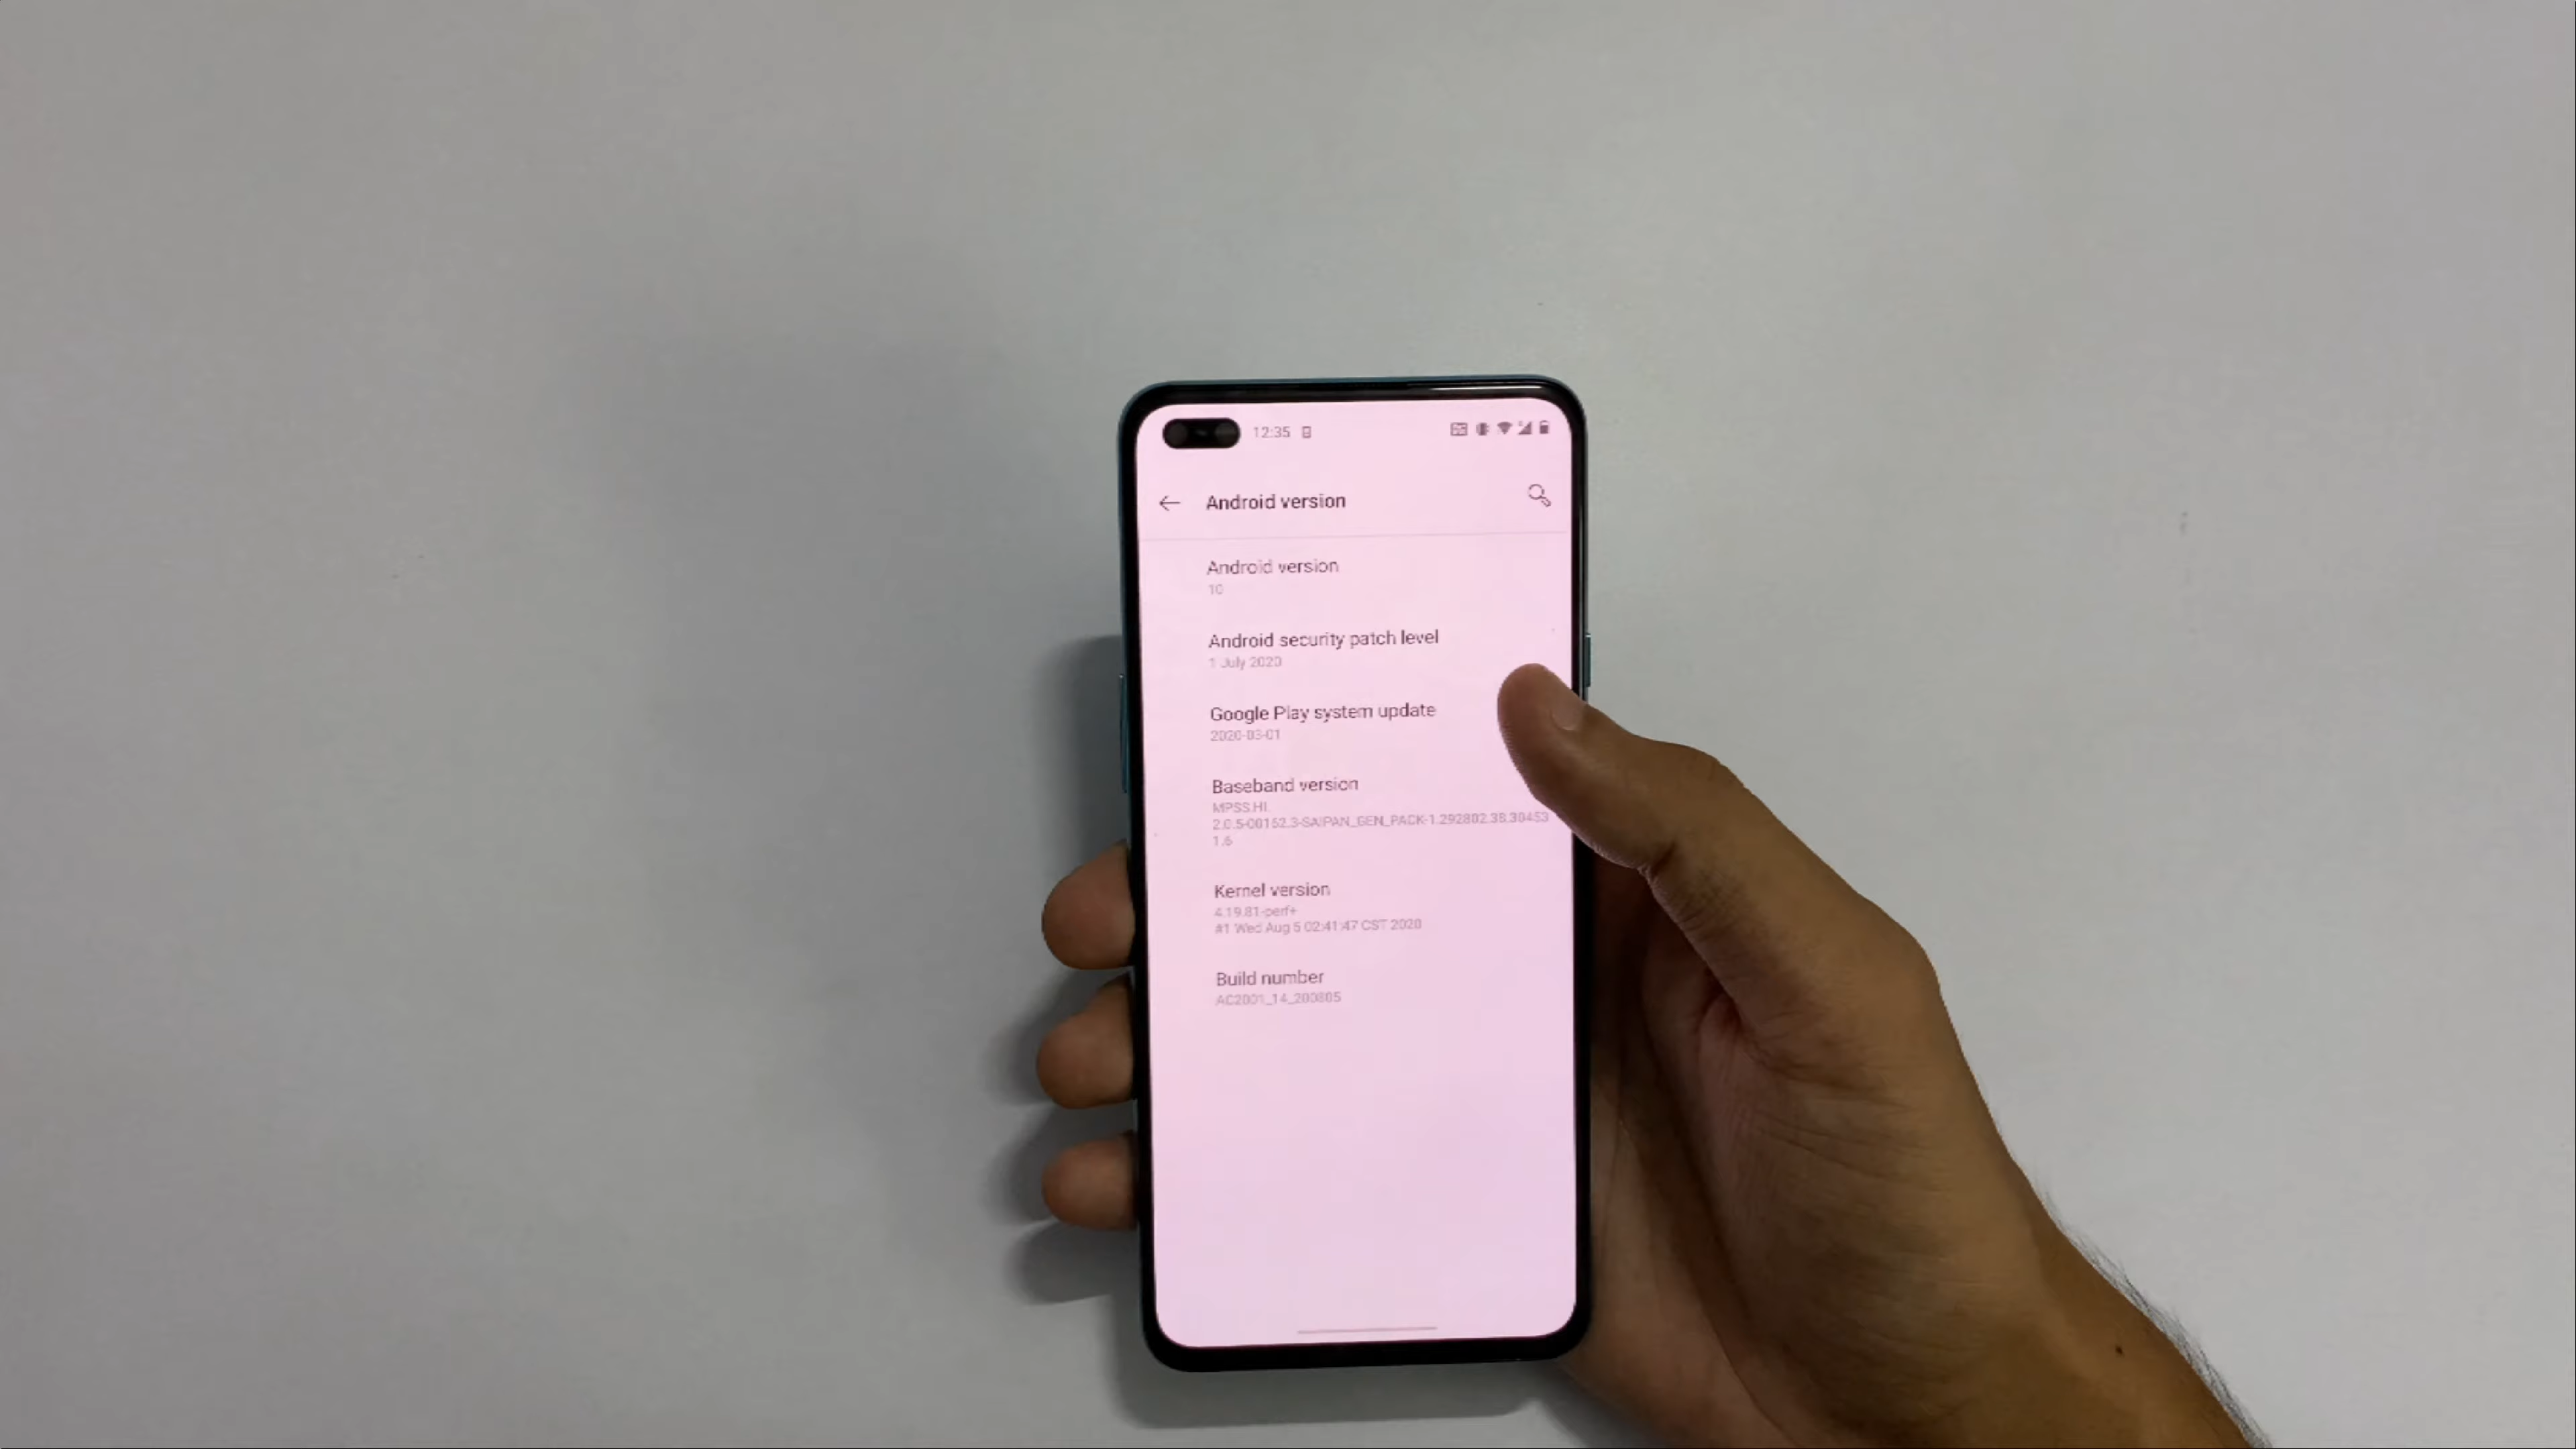 12:35
Android version
Android version
10
Android security patch level
1 July 2020
Google Play system update
2020-03-01
Baseband version
MPSS.HI.
2.0.5-00152.3-SAIPAN_GEN_PACK-1.292802.38.30453
1.6
Kernel version
4.19.81-perf+
#1 Wed Aug 5 02:41:47 CST 2020
Build number
AC2001_14_200805